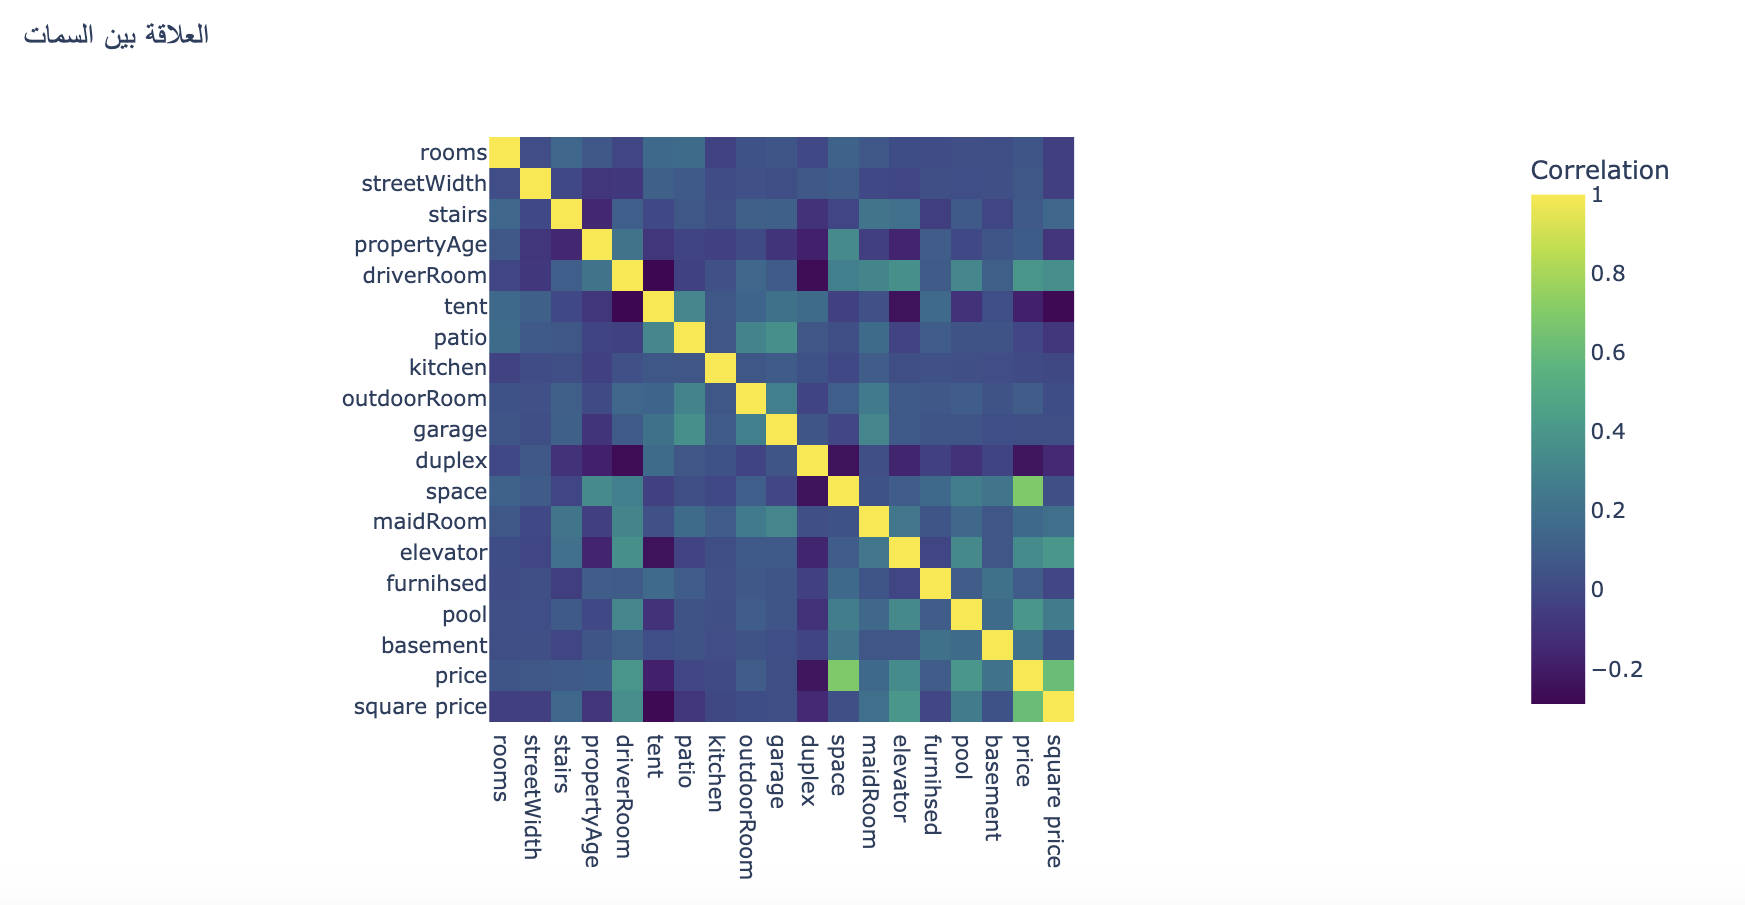 العلاقة بين السمات
rooms
streetWidth
stairs
propertyAge
driverRoom
tent
patio
kitchen
outdoorRoom
garage
duplex
space
maidRoom
elevator
furnihsed
pool
basement
price
square price
rooms
streetWidth
stairs
propertyAge
driverRoom
tent
patio
kitchen
outdoorRoom
garage
duplex
space
maidRoom
elevator
furnihsed
pool
basement
price
square price
Correlation
1
0.8
0.6
0.4
0.2
0
−0.2